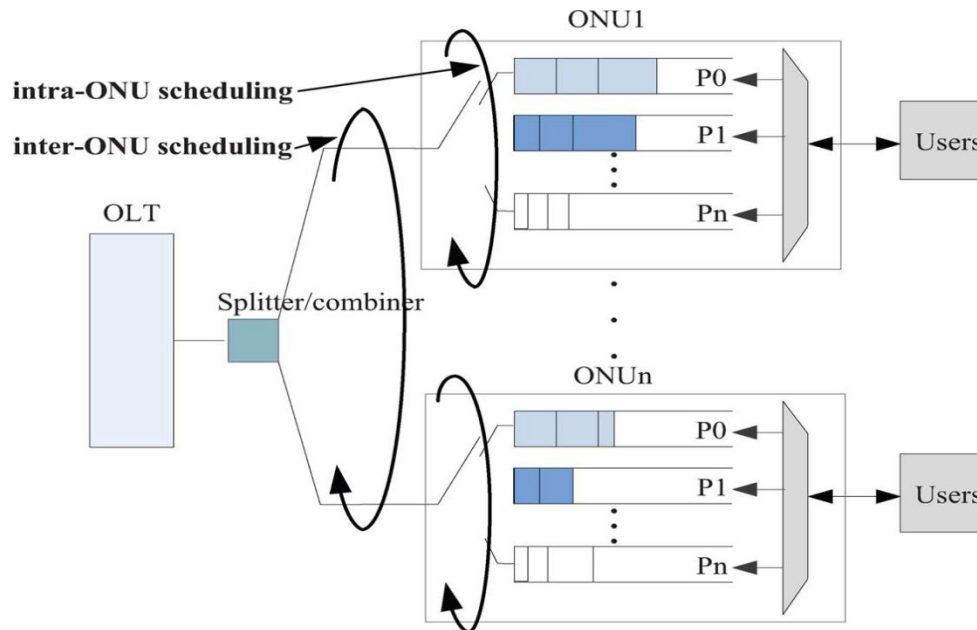 ONU1
intra-ONU scheduling
P0
inter-ONU scheduling
P1
Users
Pn
OLT
Splitter/combiner
ONUn
P0
P1
Users
Pn